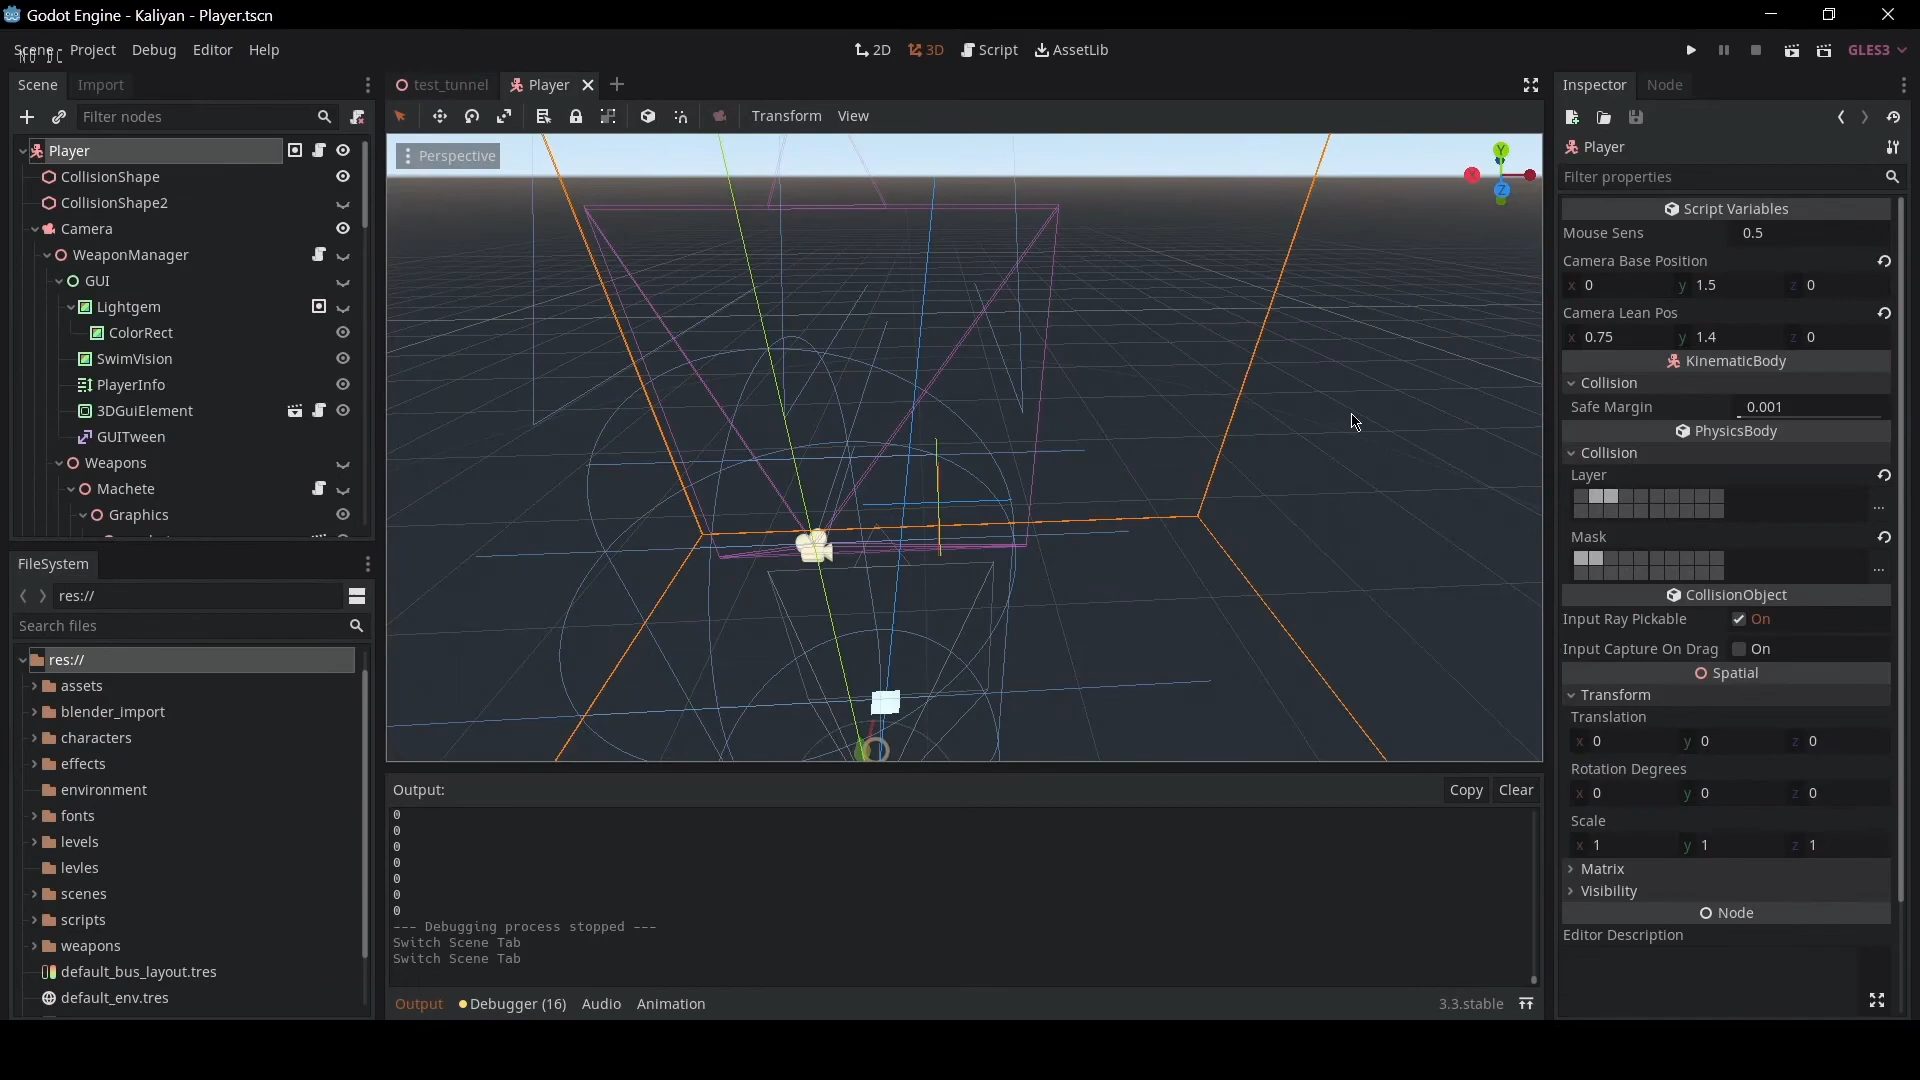 Godot Engine - Kaliyan - Player.tscn
Scene Project Debug Editor Help
2D 3D Script AssetLib
GLES3
Scene Import
test_tunnel Player
Inspector Node
Filter nodes
Transform View
Player
Filter properties
Perspective
Y
X
Z
Player
CollisionShape
CollisionShape2
Camera
WeaponManager
GUI
Lightgem
ColorRect
SwimVision
PlayerInfo
3DGuiElement
GUITween
Weapons
Machete
Graphics
Script Variables
Mouse Sens 0.5
Camera Base Position
x 0 y 1.5 z 0
Camera Lean Pos
x 0.75 y 1.4 z 0
KinematicBody
Collision
Safe Margin 0.001
PhysicsBody
Collision
Layer
...
Mask
...
CollisionObject
Input Ray Pickable On
Input Capture On Drag On
Spatial
Transform
Translation
x 0 y 0 z 0
Rotation Degrees
x 0 y 0 z 0
Scale
x 1 y 1 z 1
Matrix
Visibility
Node
Editor Description
FileSystem
res://
Search files
res://
assets
blender_import
characters
effects
environment
fonts
levels
levles
scenes
scripts
weapons
default_bus_layout.tres
default_env.tres
Output: Copy Clear
0
0
0
0
0
0
0
--- Debugging process stopped ---
Switch Scene Tab
Switch Scene Tab
Output Debugger (16) Audio Animation 3.3.stable